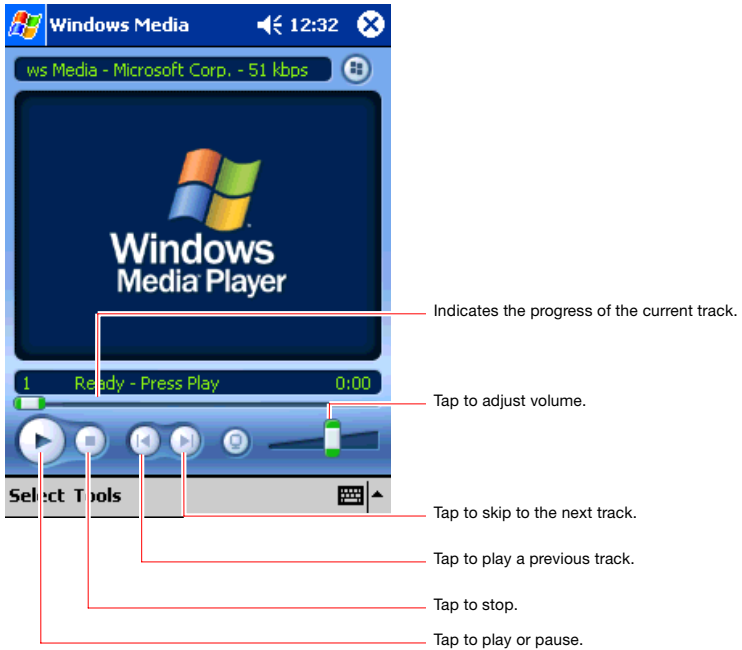 Windows Media 12:32
ws Media - Microsoft Corp. - 51 kbps
Windows
Media Player
Indicates the progress of the current track.
1 Ready - Press Play 0:00
Tap to adjust volume.
Select Tools
Tap to skip to the next track.
Tap to play a previous track.
Tap to stop.
Tap to play or pause.